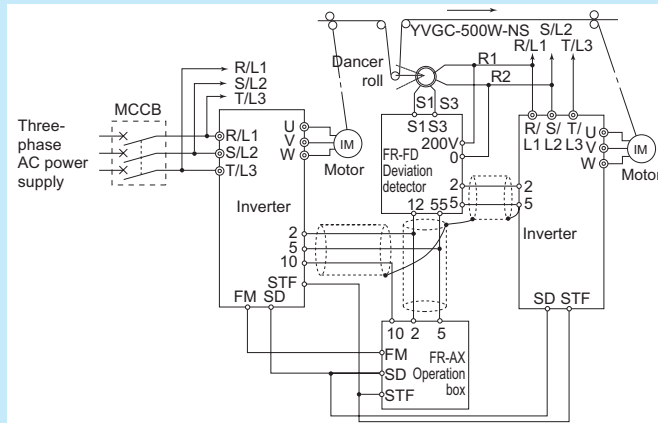 YVGC-500W-NS
S/L2
R/L1
T/L3
Dancer
roll
R1
R2
R/L1
S/L2
T/L3
MCCB
Three-
phase
AC power
supply
R/L1
S/L2
T/L3
U
V
W
IM
Motor
Inverter
2
5
10
STF
FM SD
S1 S3
S1 S3
200V
0
FR-FD
Deviation
detector
2
5
12 55
R/
L1
S/
L2
T/
L3
U
V
W
IM
Motor
2
5
Inverter
SD STF
10 2 5
FM
FR-AX
SD
Operation
box
STF